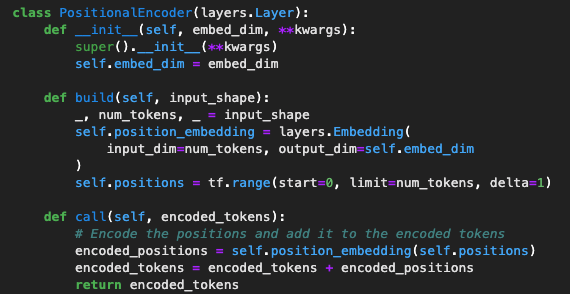 class PositionalEncoder(layers.Layer):
    def __init__(self, embed_dim, **kwargs):
        super().__init__(**kwargs)
        self.embed_dim = embed_dim

    def build(self, input_shape):
        _, num_tokens, _ = input_shape
        self.position_embedding = layers.Embedding(
            input_dim=num_tokens, output_dim=self.embed_dim
        )
        self.positions = tf.range(start=0, limit=num_tokens, delta=1)

    def call(self, encoded_tokens):
        # Encode the positions and add it to the encoded tokens
        encoded_positions = self.position_embedding(self.positions)
        encoded_tokens = encoded_tokens + encoded_positions
        return encoded_tokens